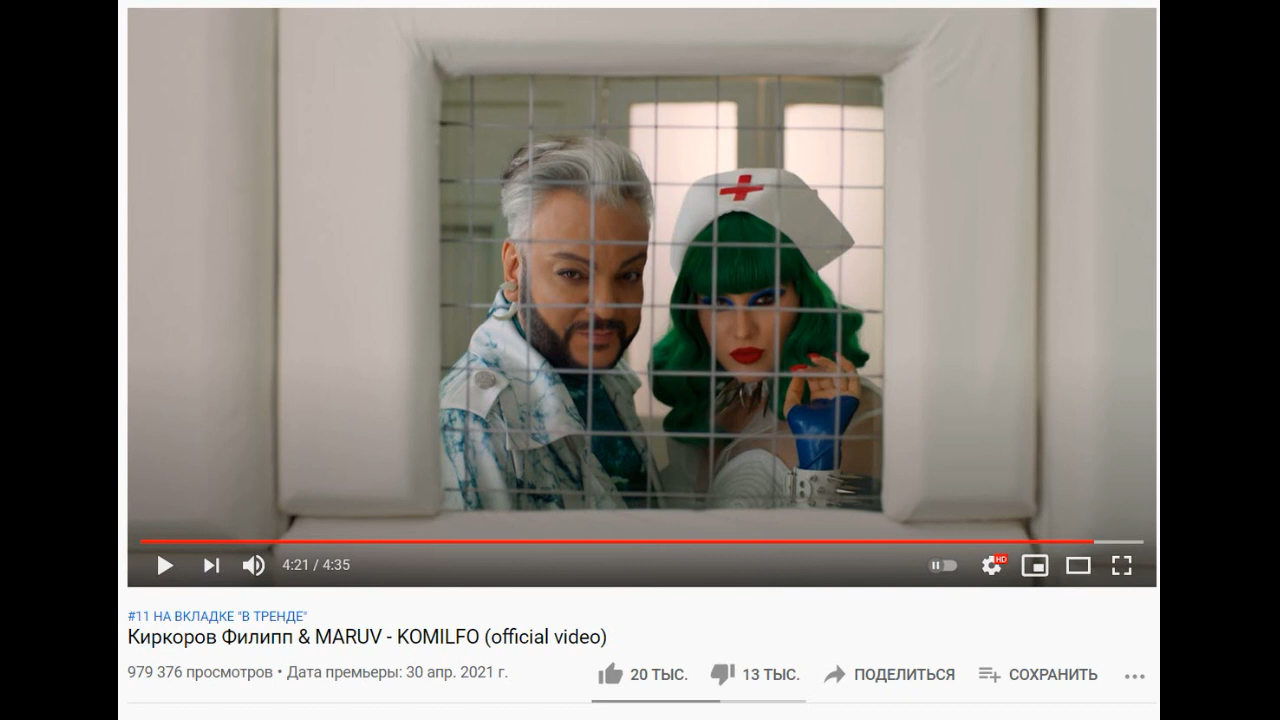 4:21 / 4:35
HD
#11 НА ВКЛАДКЕ "В ТРЕНДЕ"
Киркоров Филипп & MARUV - KOMILFO (official video)
979 376 просмотров • Дата премьеры: 30 апр. 2021 г.
20 ТЫС. 13 ТЫС. ПОДЕЛИТЬСЯ СОХРАНИТЬ